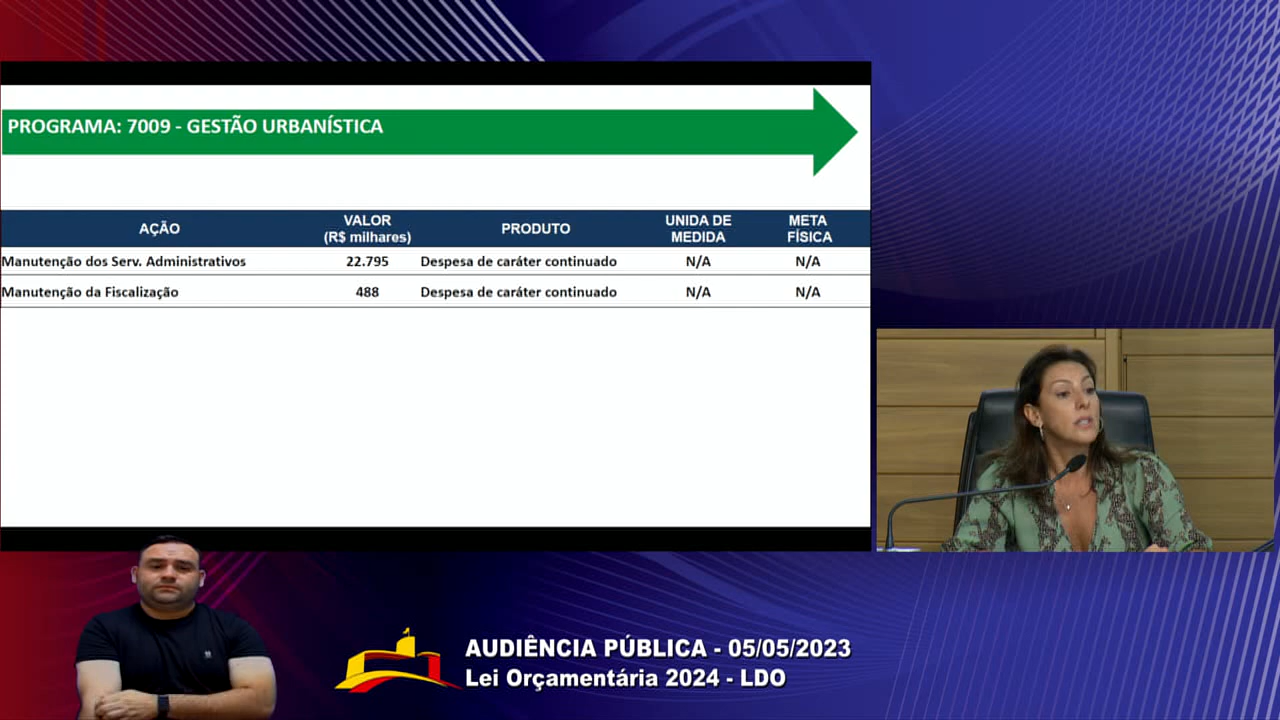 PROGRAMA: 7009 - GESTÃO URBANÍSTICA
AÇÃO
VALOR
(R$ milhares)
PRODUTO
UNIDA DE
MEDIDA
META
FÍSICA
Manutenção dos Serv. Administrativos 22.795 Despesa de caráter continuado N/A N/A
Manutenção da Fiscalização 488 Despesa de caráter continuado N/A N/A
AUDIÊNCIA PÚBLICA - 05/05/2023
Lei Orçamentária 2024 - LDO